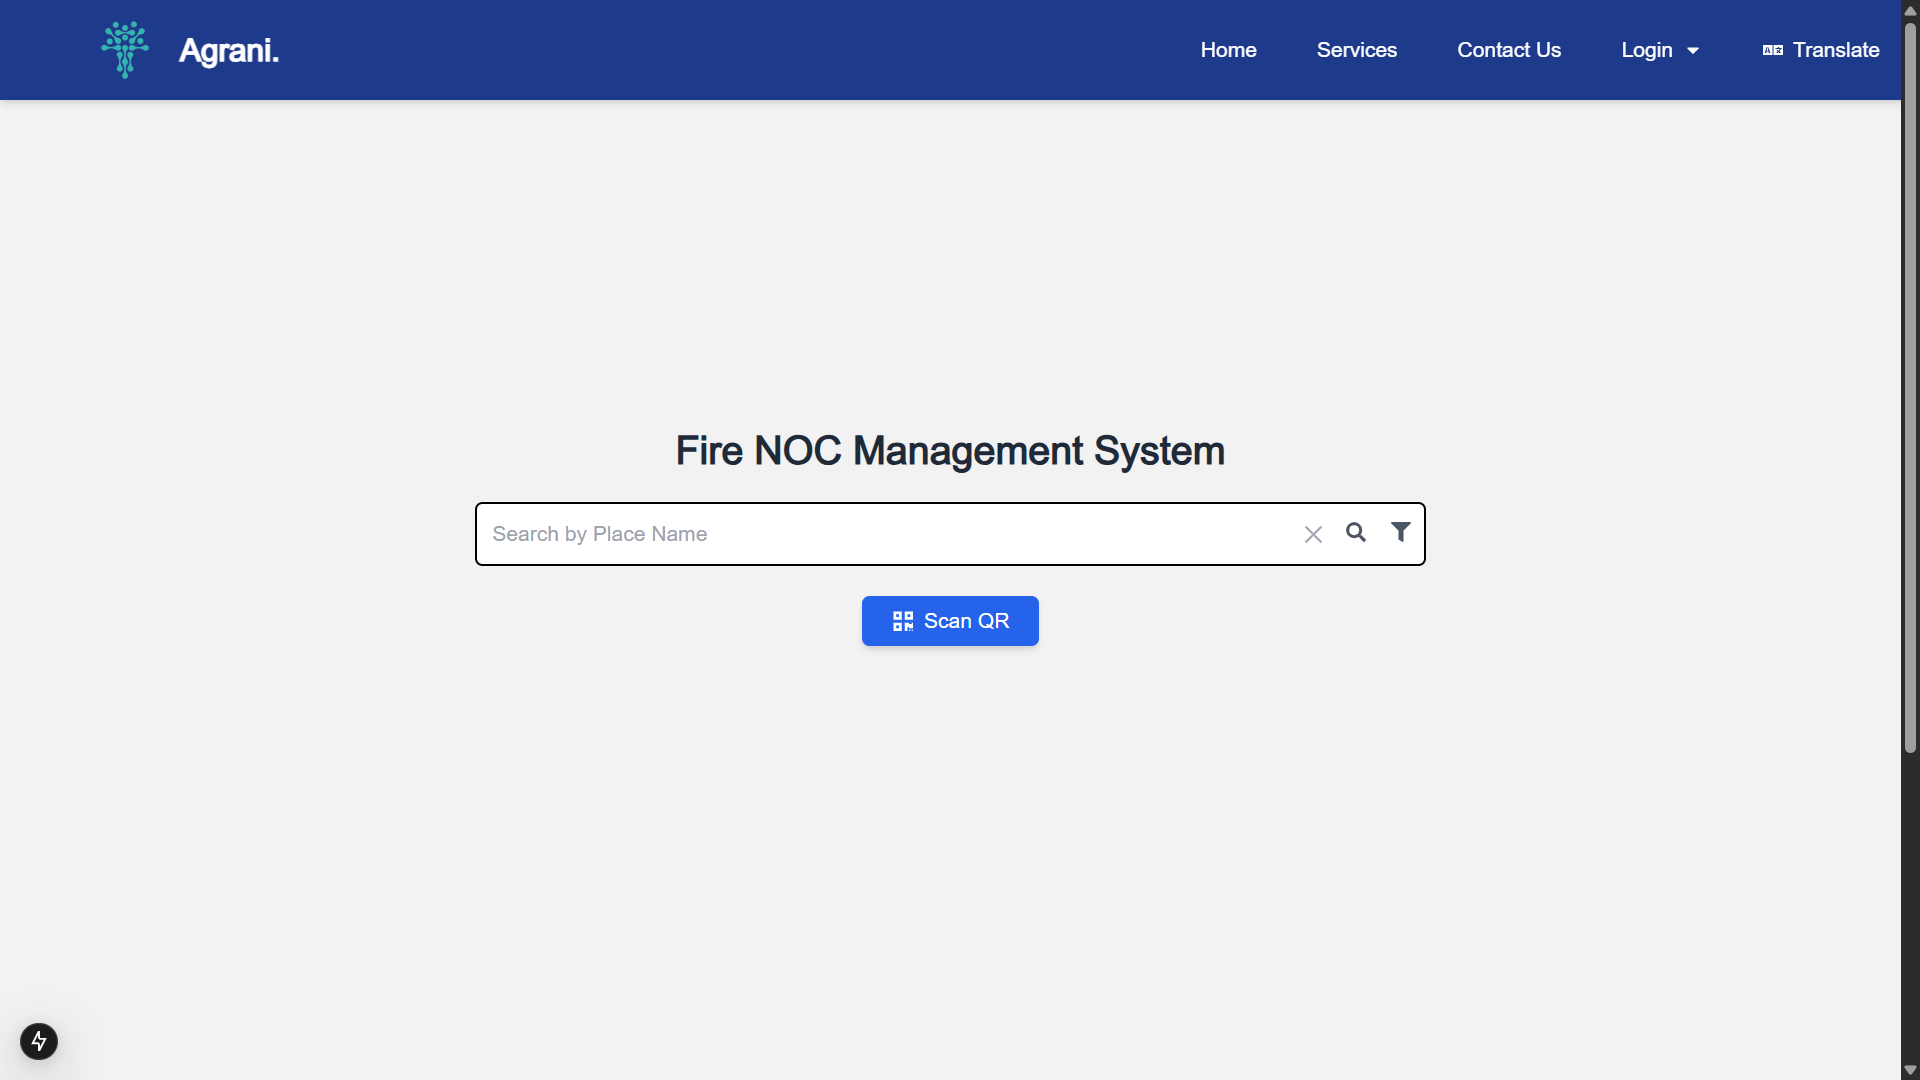 Agrani.
Home
Services
Contact Us
Login
Translate
Fire NOC Management System
Search by Place Name
Scan QR